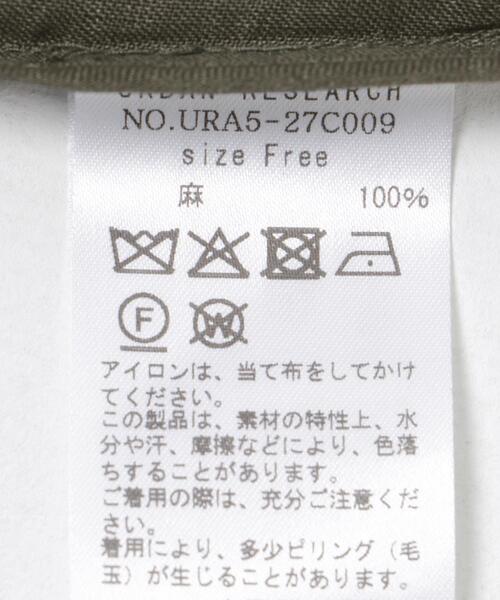 URBAN RESEARCH
NO.URA5-27C009
size Free
麻 100%
F
W
アイロンは、当て布をしてかけ
てください。
この製品は、素材の特性上、水
分や汗、摩擦などにより、色落
ちすることがあります。
ご着用の際は、充分ご注意くだ
さい。
着用により、多少ピリング（毛
玉）が生じることがあります。